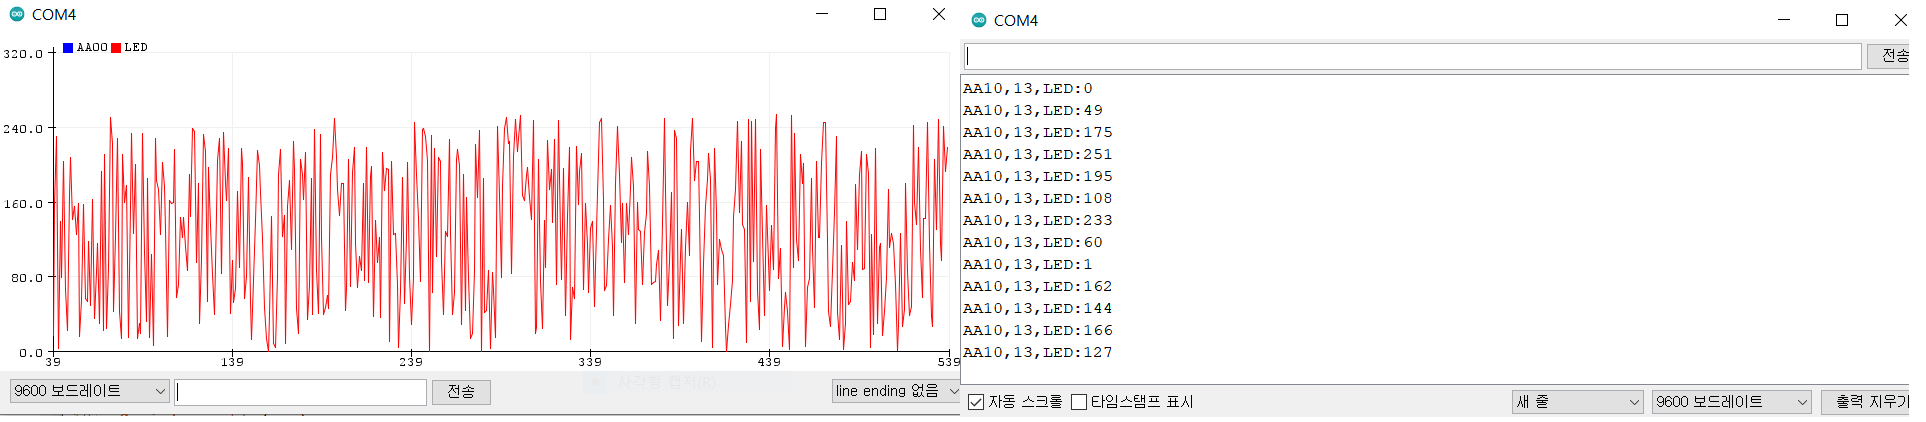 COM4
AA00 LED
320.0
240.0
160.0
80.0
0.0
39 139 239 339 439 539
9600 보드레이트
전송
line ending 없음
COM4
전송
AA10,13,LED:0
AA10,13,LED:49
AA10,13,LED:175
AA10,13,LED:251
AA10,13,LED:195
AA10,13,LED:108
AA10,13,LED:233
AA10,13,LED:60
AA10,13,LED:1
AA10,13,LED:162
AA10,13,LED:144
AA10,13,LED:166
AA10,13,LED:127
자동 스크롤 타임스탬프 표시
새 줄
9600 보드레이트
출력 지우기